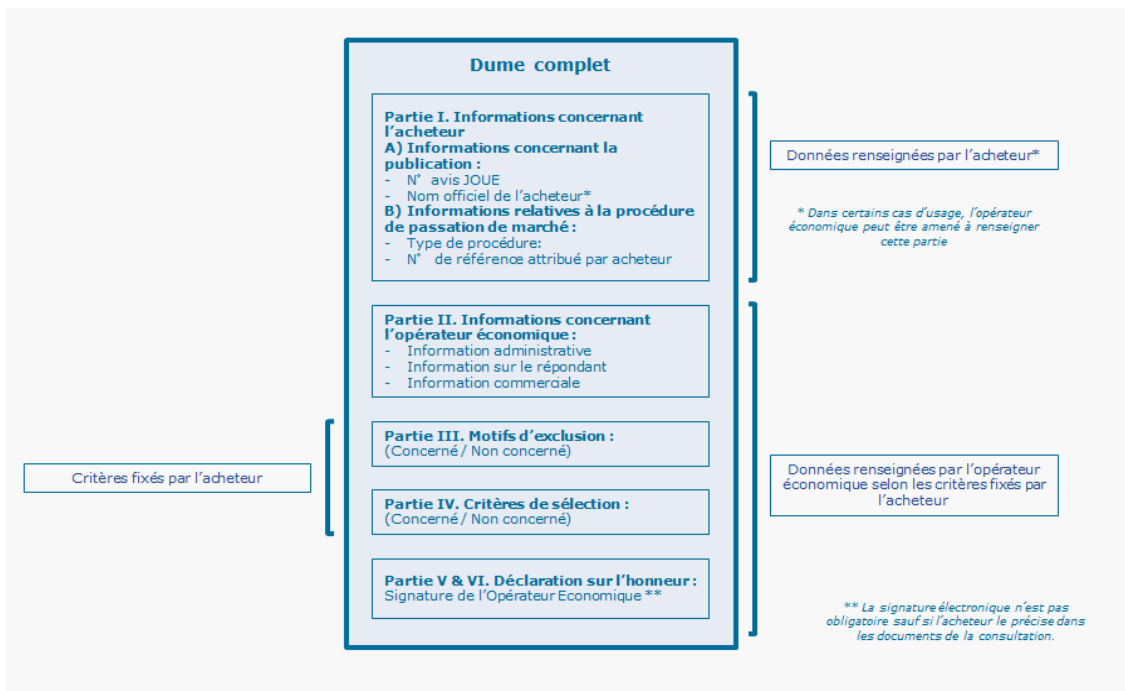 Dume complet
Partie I. Informations concernant
l'acheteur
A) Informations concernant la
publication :
- N° avis JOUE
- Nom officiel de l'acheteur*
B) Informations relatives à la procédure
de passation de marché :
- Type de procédure:
- N° de référence attribué par acheteur
Données renseignées par l'acheteur*
* Dans certains cas d'usage, l'opérateur
économique peut être amené à renseigner
cette partie
Partie II. Informations concernant
l'opérateur économique :
- Information administrative
- Information sur le répondant
- Information commerciale
Partie III. Motifs d'exclusion :
(Concerné / Non concerné)
Critères fixés par l'acheteur
Partie IV. Critères de sélection :
(Concerné / Non concerné)
Données renseignées par l'opérateur
économique selon les critères fixés par
l'acheteur
Partie V & VI. Déclaration sur l'honneur :
Signature de l'Opérateur Economique **
** La signature électronique n'est pas
obligatoire sauf si l'acheteur le précise dans
les documents de la consultation.